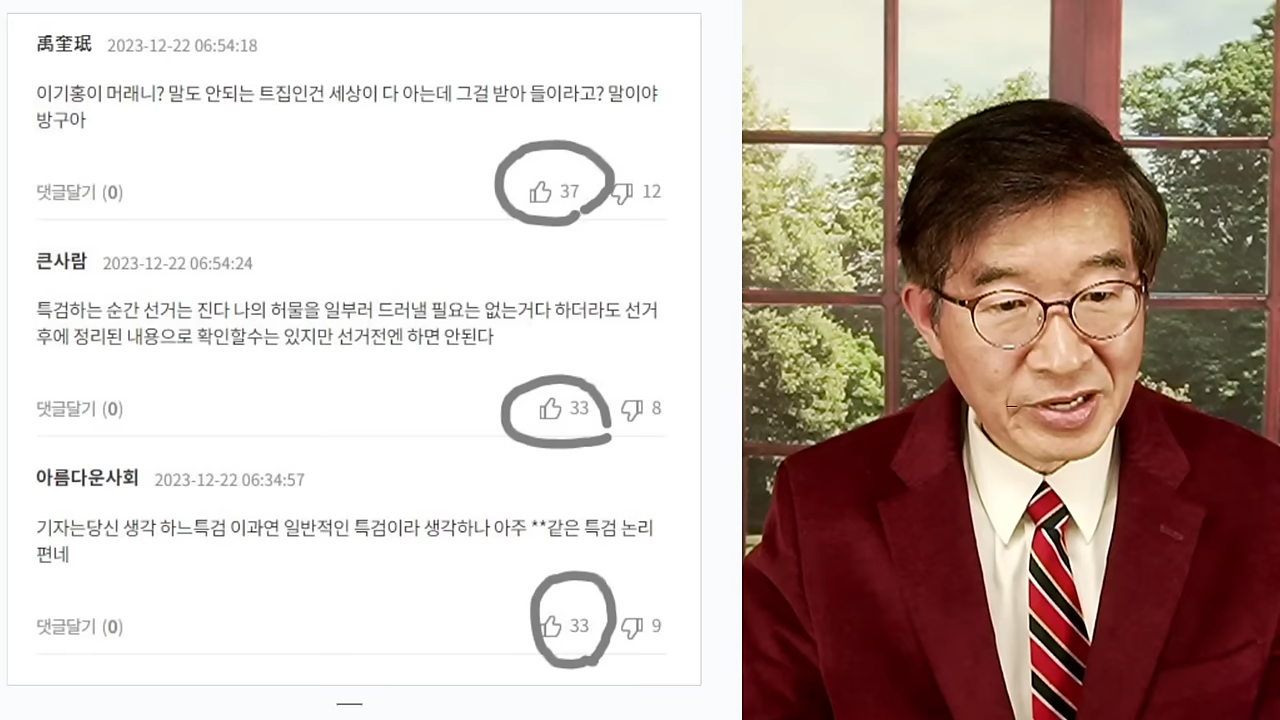 禹奎珉 2023-12-22 06:54:18
이기홍이 머래니? 말도 안되는 트집인건 세상이 다 아는데 그걸 받아 들이라고? 말이야
방구아
댓글달기 (0) 37 12
큰사람 2023-12-22 06:54:24
특검하는 순간 선거는 진다 나의 허물을 일부러 드러낼 필요는 없는거다 하더라도 선거
후에 정리된 내용으로 확인할수는 있지만 선거전엔 하면 안된다
댓글달기 (0) 33 8
아름다운사회 2023-12-22 06:34:57
기자는당신 생각 하느특검 이과연 일반적인 특검이라 생각하나 아주 **같은 특검 논리
편네
댓글달기 (0) 33 9